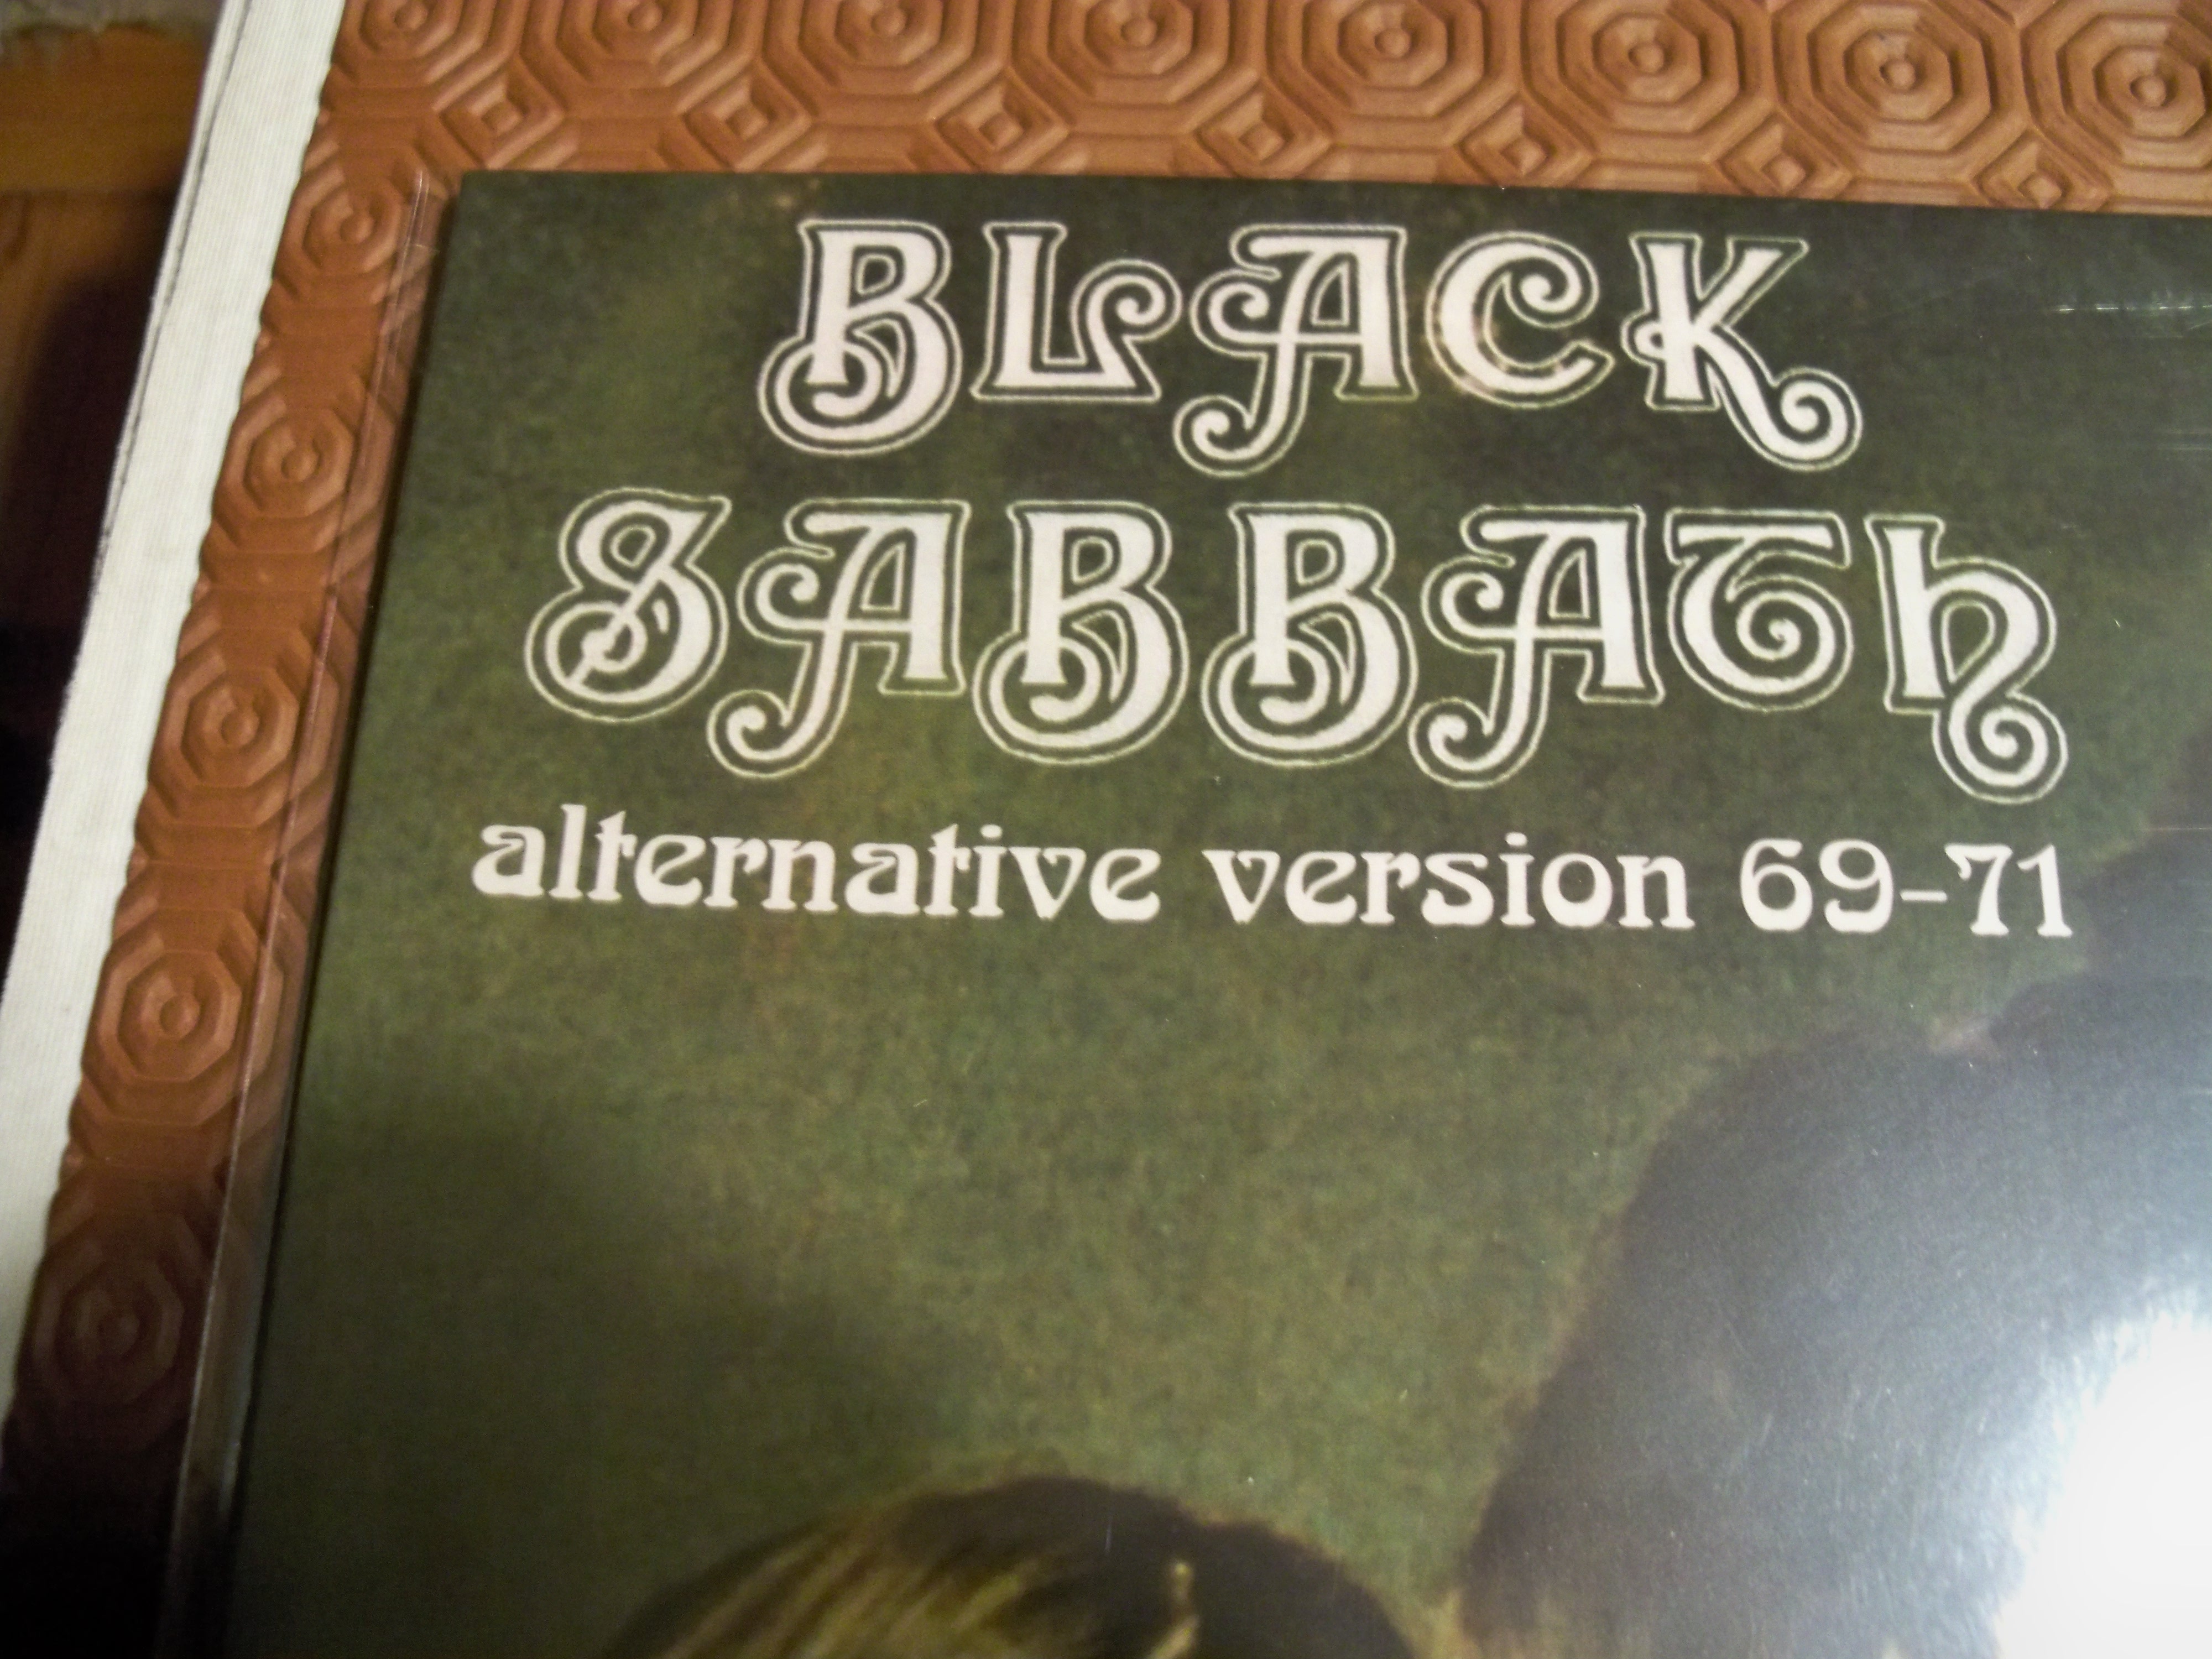 BLACK
SABBATH
alternative version 69-71